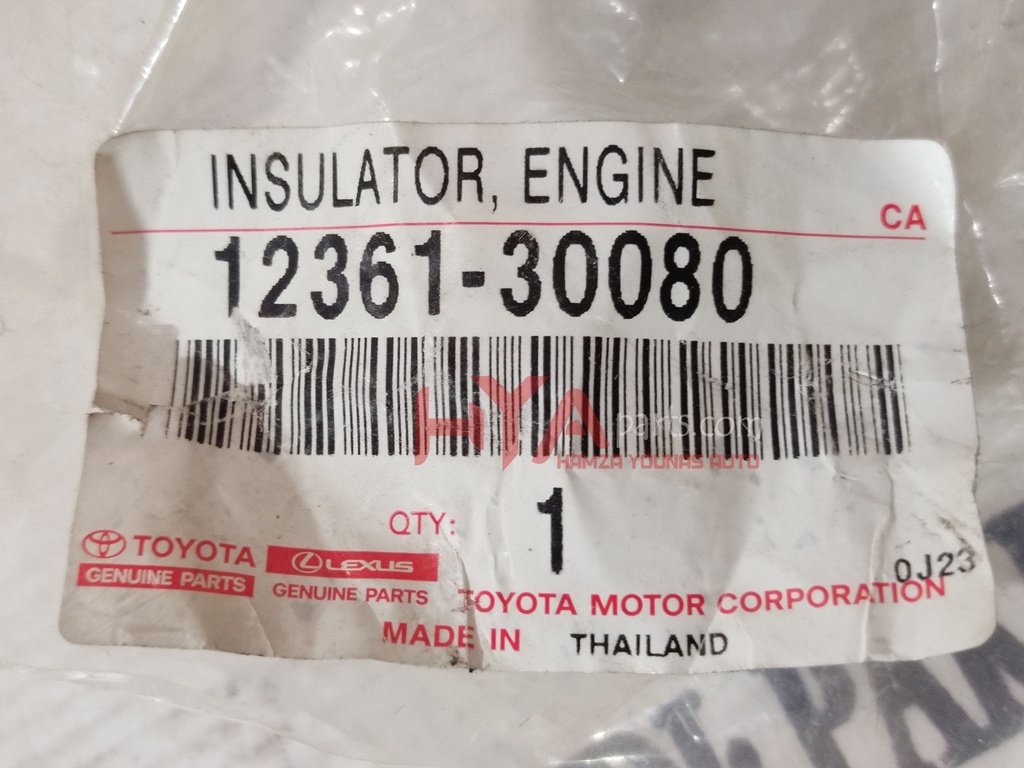 INSULATOR, ENGINE
CA
12361-30080
HYA parts.com
HAMZA YOUNAS AUTO
QTY: 1
TOYOTA
GENUINE PARTS
LEXUS
GENUINE PARTS
0J23
TOYOTA MOTOR CORPORATION
MADE IN THAILAND